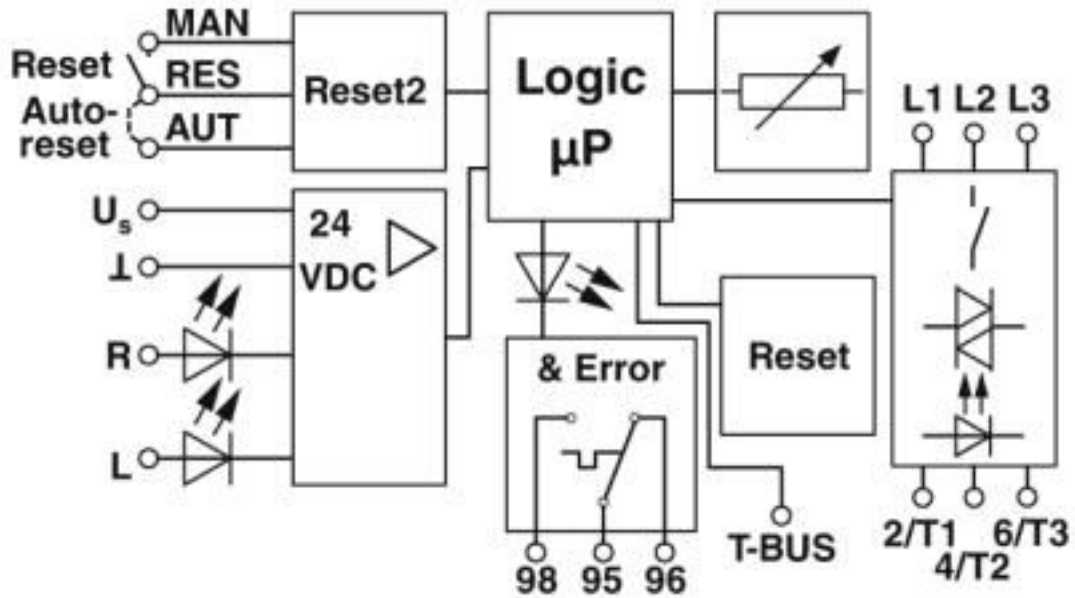 MAN
Reset
RES
Auto-
reset
AUT
Reset2
Logic
µP
L1 L2 L3
Us
24
VDC
⊥
R
L
& Error
Reset
98 95 96
T-BUS
2/T1 6/T3
4/T2